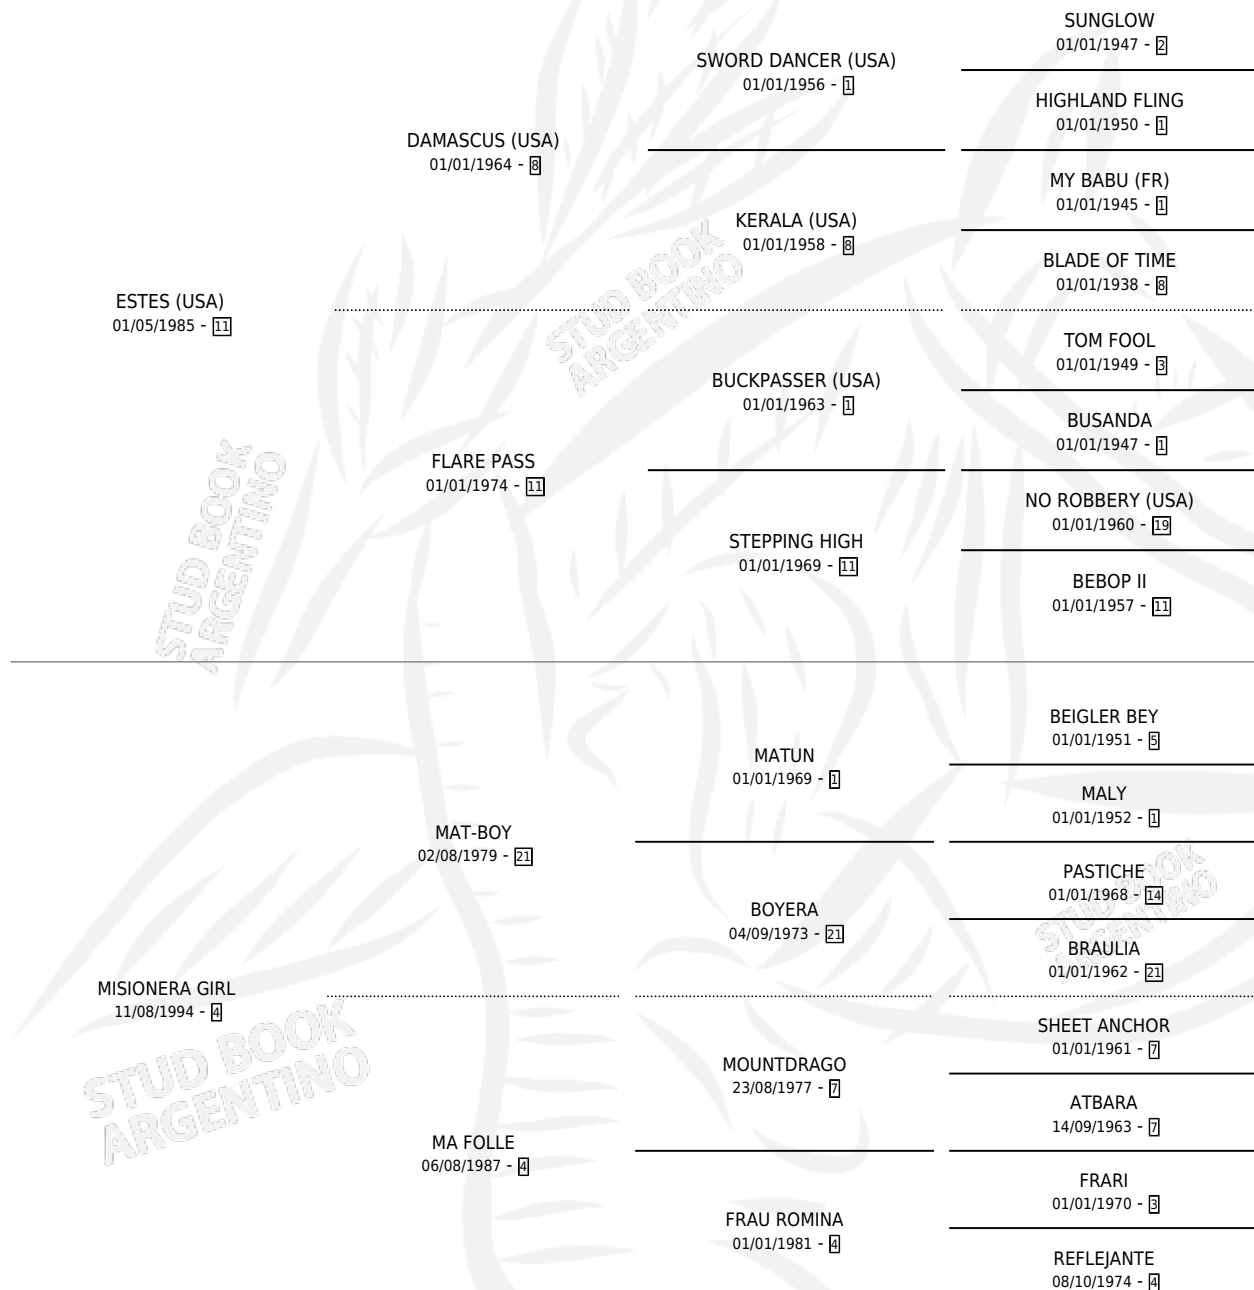 SUNGLOW
01/01/1947 - 2
SWORD DANCER (USA)
01/01/1956 - 1
HIGHLAND FLING
01/01/1950 - 1
DAMASCUS (USA)
01/01/1964 - 8
MY BABU (FR)
01/01/1945 - 1
KERALA (USA)
01/01/1958 - 8
BLADE OF TIME
01/01/1938 - 8
ESTES (USA)
01/05/1985 - 11
STUD BOOK
ARGENTINO
TOM FOOL
01/01/1949 - 3
BUCKPASSER (USA)
01/01/1963 - 1
BUSANDA
01/01/1947 - 1
FLARE PASS
01/01/1974 - 11
NO ROBBERY (USA)
01/01/1960 - 19
STEPPING HIGH
01/01/1969 - 11
BEBOP II
01/01/1957 - 11
STUD BOOK
ARGENTINO
BEIGLER BEY
01/01/1951 - 5
MATUN
01/01/1969 - 1
MALY
01/01/1952 - 1
MAT-BOY
02/08/1979 - 21
PASTICHE
01/01/1968 - 14
BOYERA
04/09/1973 - 21
BRAULIA
01/01/1962 - 21
STUD BOOK
ARGENTINO
MISIONERA GIRL
11/08/1994 - 4
SHEET ANCHOR
01/01/1961 - 7
MOUNTDRAGO
23/08/1977 - 7
ATBARA
14/09/1963 - 7
STUD BOOK
ARGENTINO
MA FOLLE
06/08/1987 - 4
FRARI
01/01/1970 - 3
FRAU ROMINA
01/01/1981 - 4
REFLEJANTE
08/10/1974 - 4